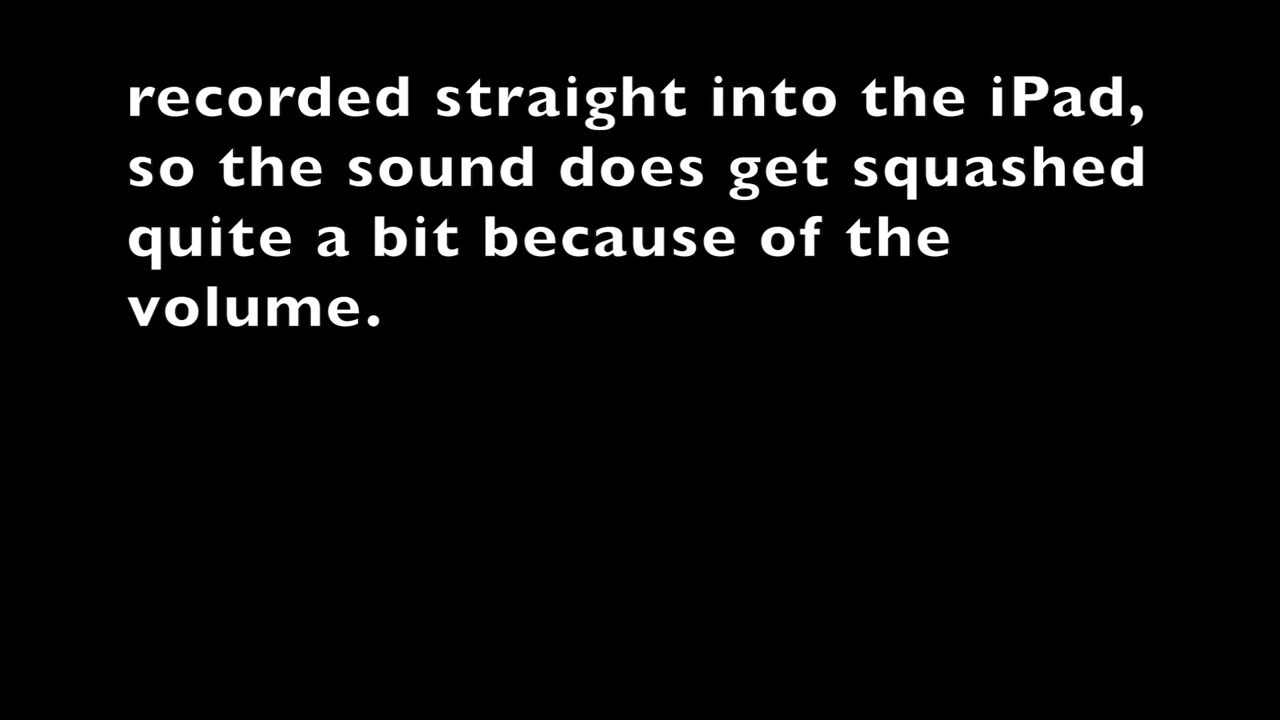 recorded straight into the iPad,
so the sound does get squashed
quite a bit because of the
volume.